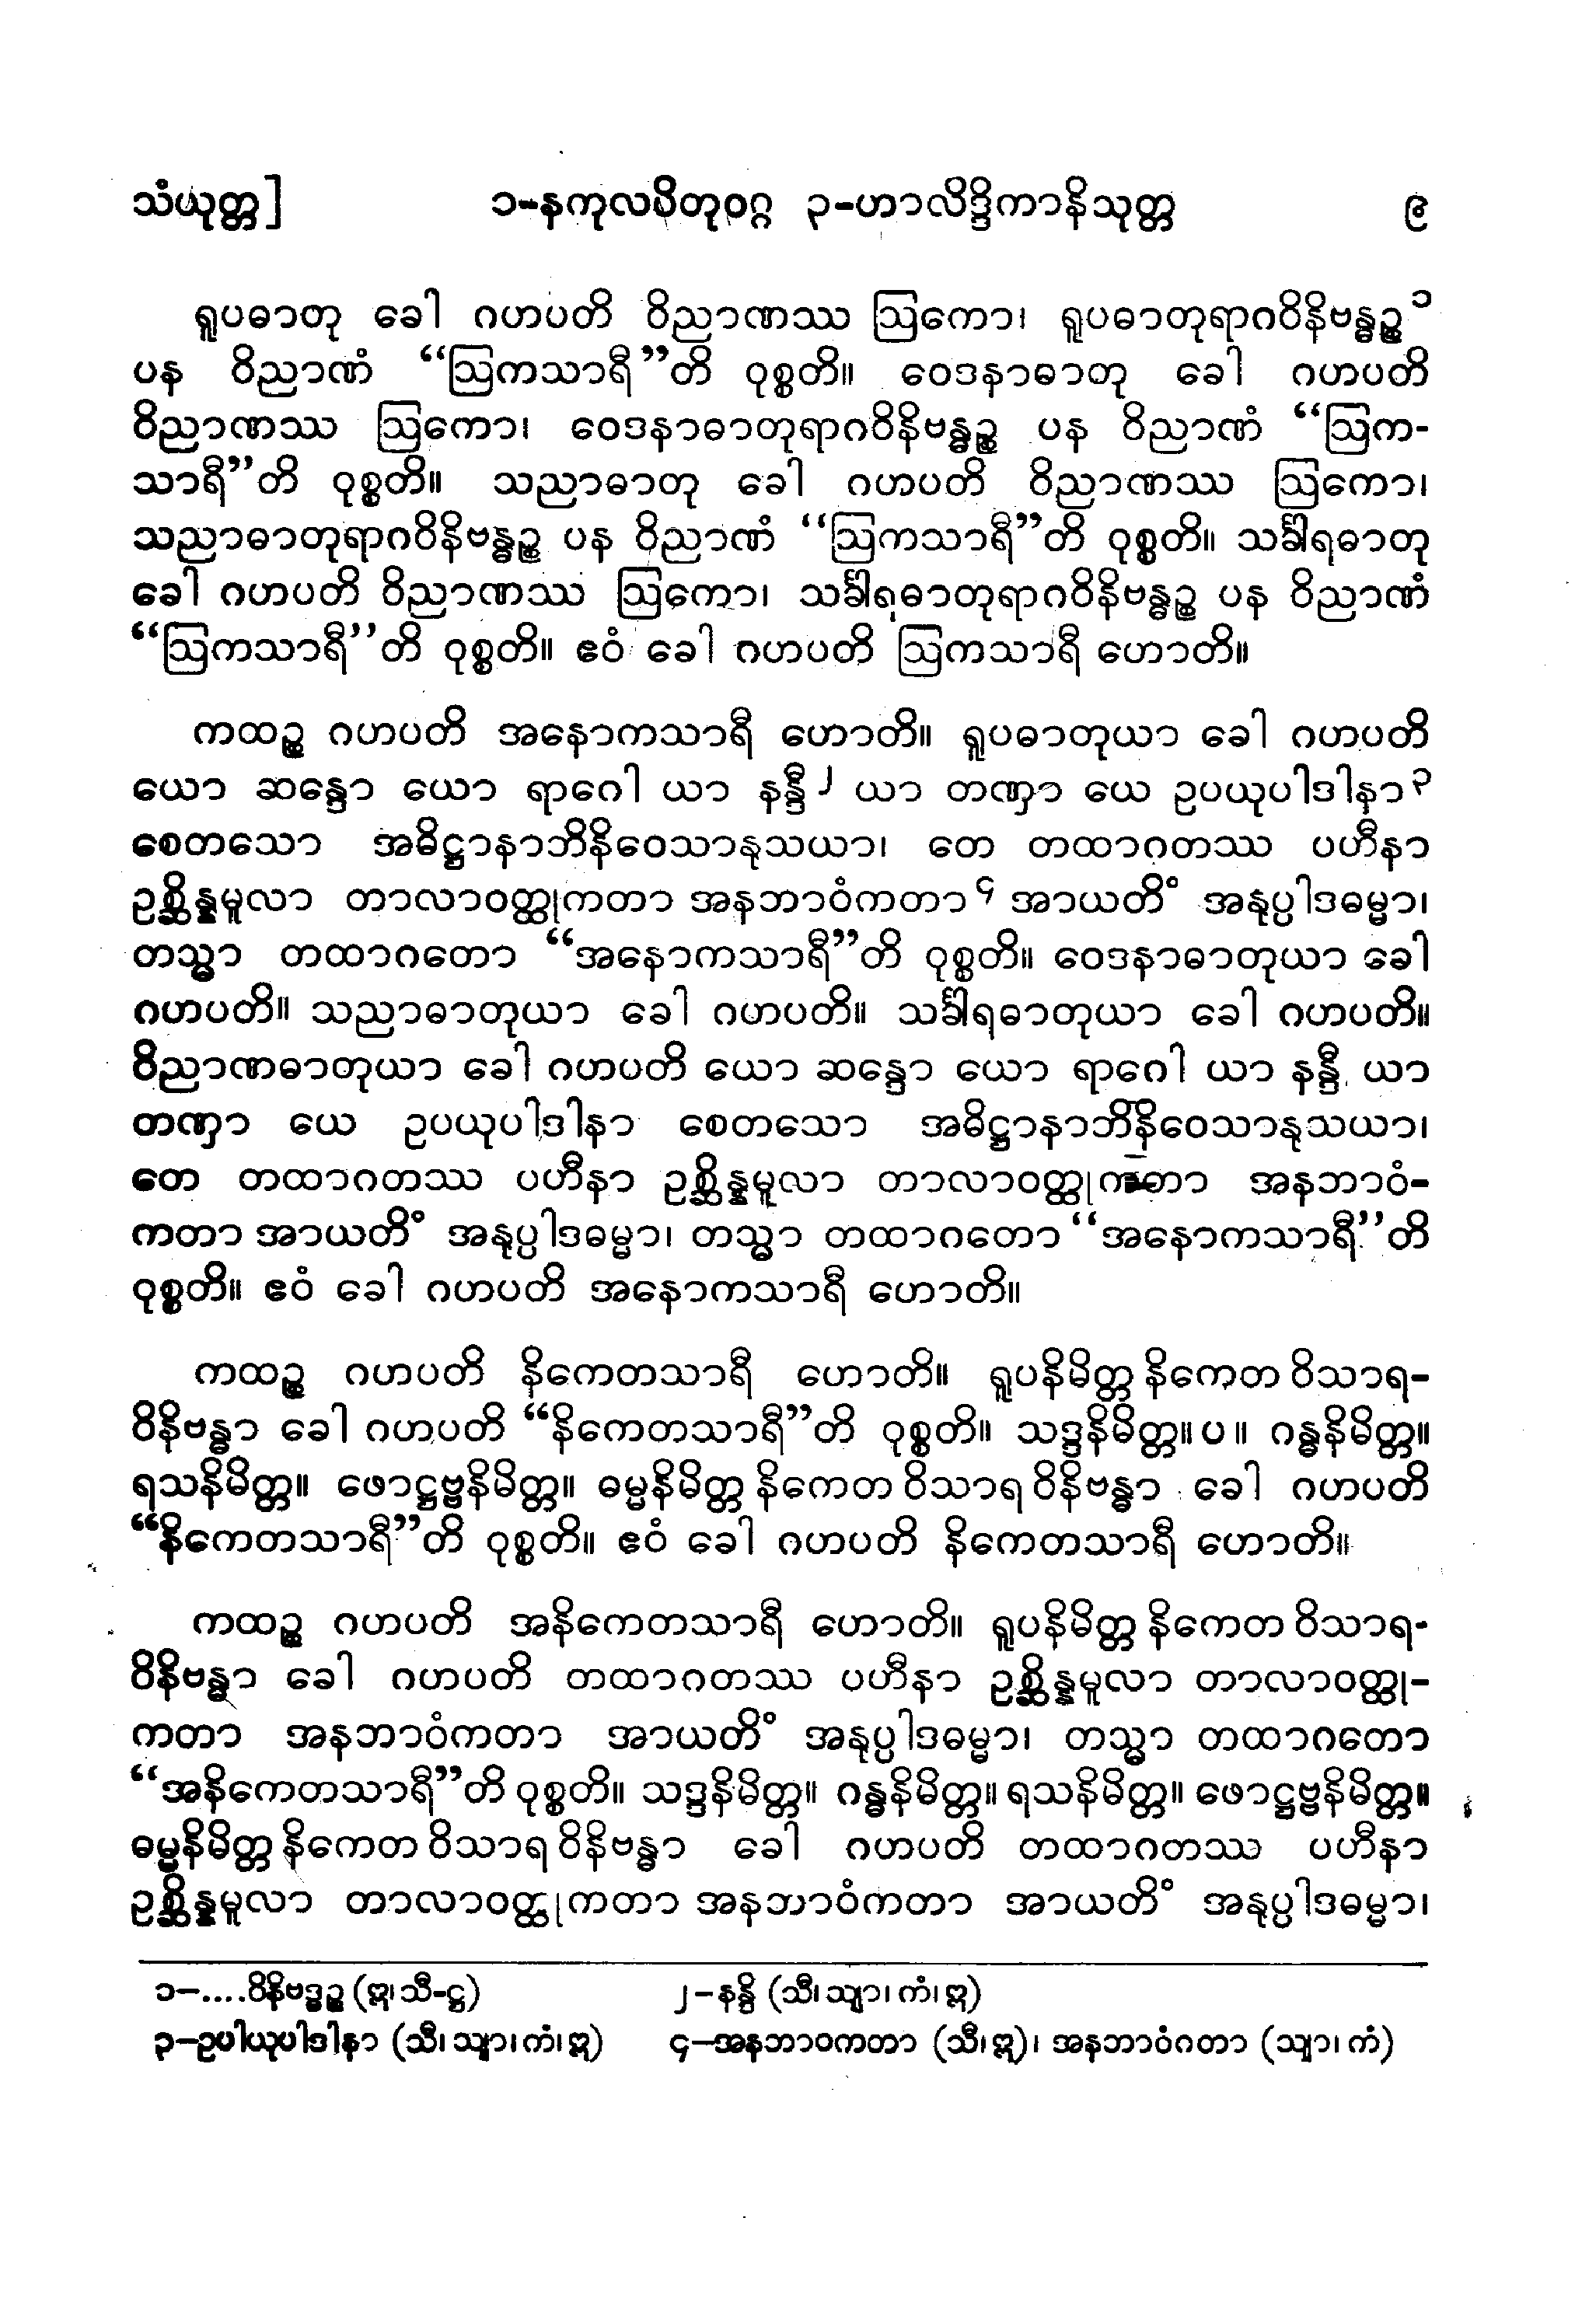 သံယုတ္တ] ၁-နကုလပိတုဝဂ္ဂ ၃-ဟာလိဒ္ဒိကာနိသုတ္တ ၉
ရူပဓာတု ခေါ ဂဟပတိ ဝိညာဏဿ ဩကော၊ ရူပဓာတုရာဂဝိနိဗန္ဓဉ္စ၁
ပန ဝိညာဏံ “ဩကသာရီ”တိ ဝုစ္စတိ။ ဝေဒနာဓာတု ခေါ ဂဟပတိ
ဝိညာဏဿ ဩကော၊ ဝေဒနာဓာတုရာဂဝိနိဗန္ဓဉ္စ ပန ဝိညာဏံ “ဩက-
သာရီ”တိ ဝုစ္စတိ။ သညာဓာတု ခေါ ဂဟပတိ ဝိညာဏဿ ဩကော၊
သညာဓာတုရာဂဝိနိဗန္ဓဉ္စ ပန ဝိညာဏံ “ဩကသာရီ”တိ ဝုစ္စတိ။ သင်္ခါရဓာတု
ခေါ ဂဟပတိ ဝိညာဏဿ ဩကော၊ သင်္ခါရဓာတုရာဂဝိနိဗန္ဓဉ္စ ပန ဝိညာဏံ
“ဩကသာရီ”တိ ဝုစ္စတိ။ ဧဝံ ခေါ ဂဟပတိ ဩကသာရီ ဟောတိ။
ကထဉ္စ ဂဟပတိ အနောကသာရီ ဟောတိ။ ရူပဓာတုယာ ခေါ ဂဟပတိ
ယော ဆန္ဒော ယော ရာဂေါ ယာ နန္ဒီ၂ ယာ တဏှာ ယေ ဥပယုပါဒါနာ၃
စေတသော အဓိဋ္ဌာနာဘိနိဝေသာနုသယာ၊ တေ တထာဂတဿ ပဟီနာ
ဥစ္ဆိန္နမူလာ တာလာဝတ္ထုကတာ အနဘာဝံကတာ၄ အာယတိံ အနုပ္ပါဒဓမ္မာ၊
တသ္မာ တထာဂတော “အနောကသာရီ”တိ ဝုစ္စတိ။ ဝေဒနာဓာတုယာ ခေါ
ဂဟပတိ။ သညာဓာတုယာ ခေါ ဂဟပတိ။ သင်္ခါရဓာတုယာ ခေါ ဂဟပတိ။
ဝိညာဏဓာတုယာ ခေါ ဂဟပတိ ယော ဆန္ဒော ယော ရာဂေါ ယာ နန္ဒီ ယာ
တဏှာ ယေ ဥပယုပါဒါနာ စေတသော အဓိဋ္ဌာနာဘိနိဝေသာနုသယာ၊
တေ တထာဂတဿ ပဟီနာ ဥစ္ဆိန္နမူလာ တာလာဝတ္ထုကတာ အနဘာဝံ-
ကတာ အာယတိံ အနုပ္ပါဒဓမ္မာ၊ တသ္မာ တထာဂတော “အနောကသာရီ”တိ
ဝုစ္စတိ။ ဧဝံ ခေါ ဂဟပတိ အနောကသာရီ ဟောတိ။
ကထဉ္စ ဂဟပတိ နိကေတသာရီ ဟောတိ။ ရူပနိမိတ္တ နိကေတ ဝိသာရ-
ဝိနိဗန္ဓာ ခေါ ဂဟပတိ “နိကေတသာရီ”တိ ဝုစ္စတိ။ သဒ္ဒနိမိတ္တ။ပ။ ဂန္ဓနိမိတ္တ။
ရသနိမိတ္တ။ ဖောဋ္ဌဗ္ဗနိမိတ္တ။ ဓမ္မနိမိတ္တ နိကေတ ဝိသာရ ဝိနိဗန္ဓာ ခေါ ဂဟပတိ
“နိကေတသာရီ”တိ ဝုစ္စတိ။ ဧဝံ ခေါ ဂဟပတိ နိကေတသာရီ ဟောတိ။
ကထဉ္စ ဂဟပတိ အနိကေတသာရီ ဟောတိ။ ရူပနိမိတ္တ နိကေတ ဝိသာရ-
ဝိနိဗန္ဓာ ခေါ ဂဟပတိ တထာဂတဿ ပဟီနာ ဥစ္ဆိန္နမူလာ တာလာဝတ္ထု-
ကတာ အနဘာဝံကတာ အာယတိံ အနုပ္ပါဒဓမ္မာ၊ တသ္မာ တထာဂတော
“အနိကေတသာရီ”တိ ဝုစ္စတိ။ သဒ္ဒနိမိတ္တ။ ဂန္ဓနိမိတ္တ။ ရသနိမိတ္တ။ ဖောဋ္ဌဗ္ဗနိမိတ္တ။
ဓမ္မနိမိတ္တ နိကေတ ဝိသာရ ဝိနိဗန္ဓာ ခေါ ဂဟပတိ တထာဂတဿ ပဟီနာ
ဥစ္ဆိန္နမူလာ တာလာဝတ္ထုကတာ အနဘာဝံကတာ အာယတိံ အနုပ္ပါဒဓမ္မာ၊
၁-....ဝိနိဗဒ္ဓဉ္စ (ဣ၊ သီ-ဋ္ဌ) ၂-နန္ဒိ (သီ၊ သျာ၊ ကံ၊ ဣ)
၃-ဥပါယုပါဒါနာ (သီ၊ သျာ၊ ကံ၊ ဣ) ၄-အနဘာဝကတာ (သီ၊ ဣ)၊ အနဘာဝံဂတာ (သျာ၊ ကံ)